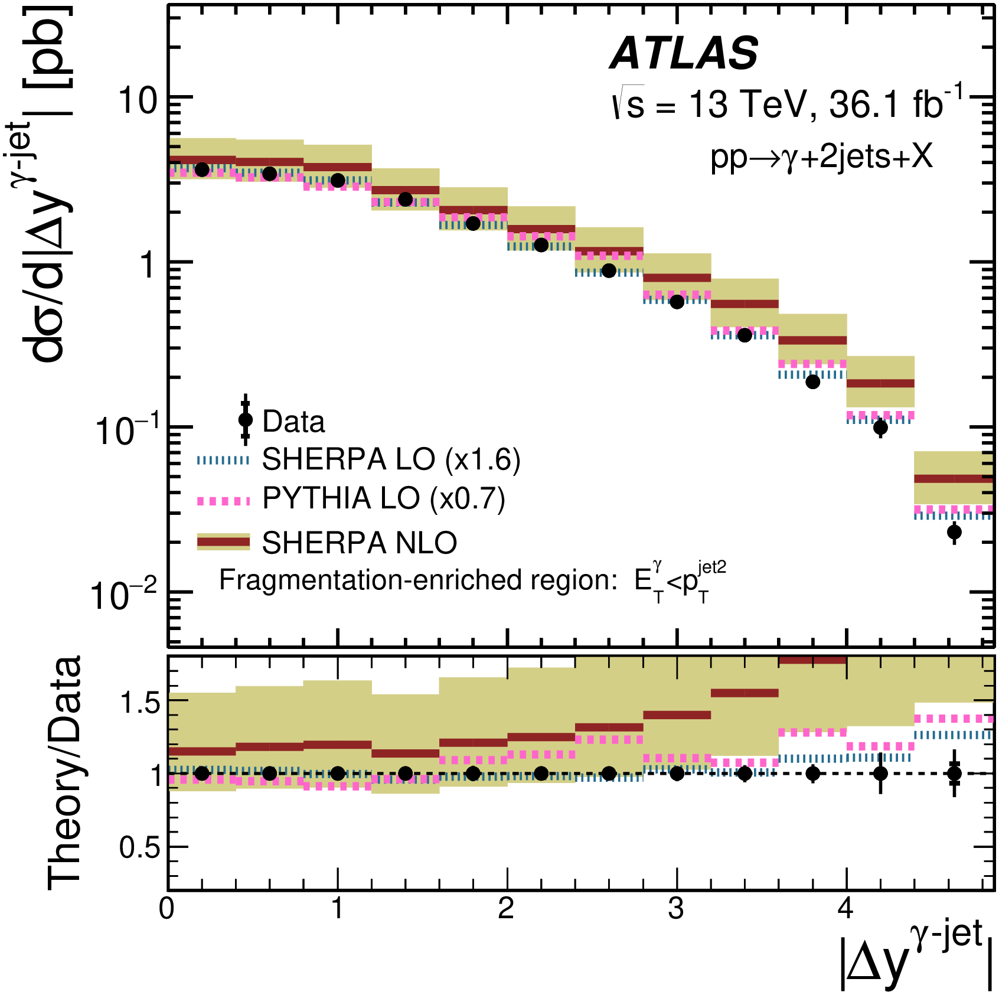 dσ/d|Δy^γ-jet| [pb]
ATLAS
√s = 13 TeV, 36.1 fb⁻¹
pp→γ+2jets+X
10
1
10⁻¹
10⁻²
Data
SHERPA LO (x1.6)
PYTHIA LO (x0.7)
SHERPA NLO
Fragmentation-enriched region: E_T^γ<p_T^jet2
Theory/Data
1.5
1
0.5
0 1 2 3 4
|Δy^γ-jet|